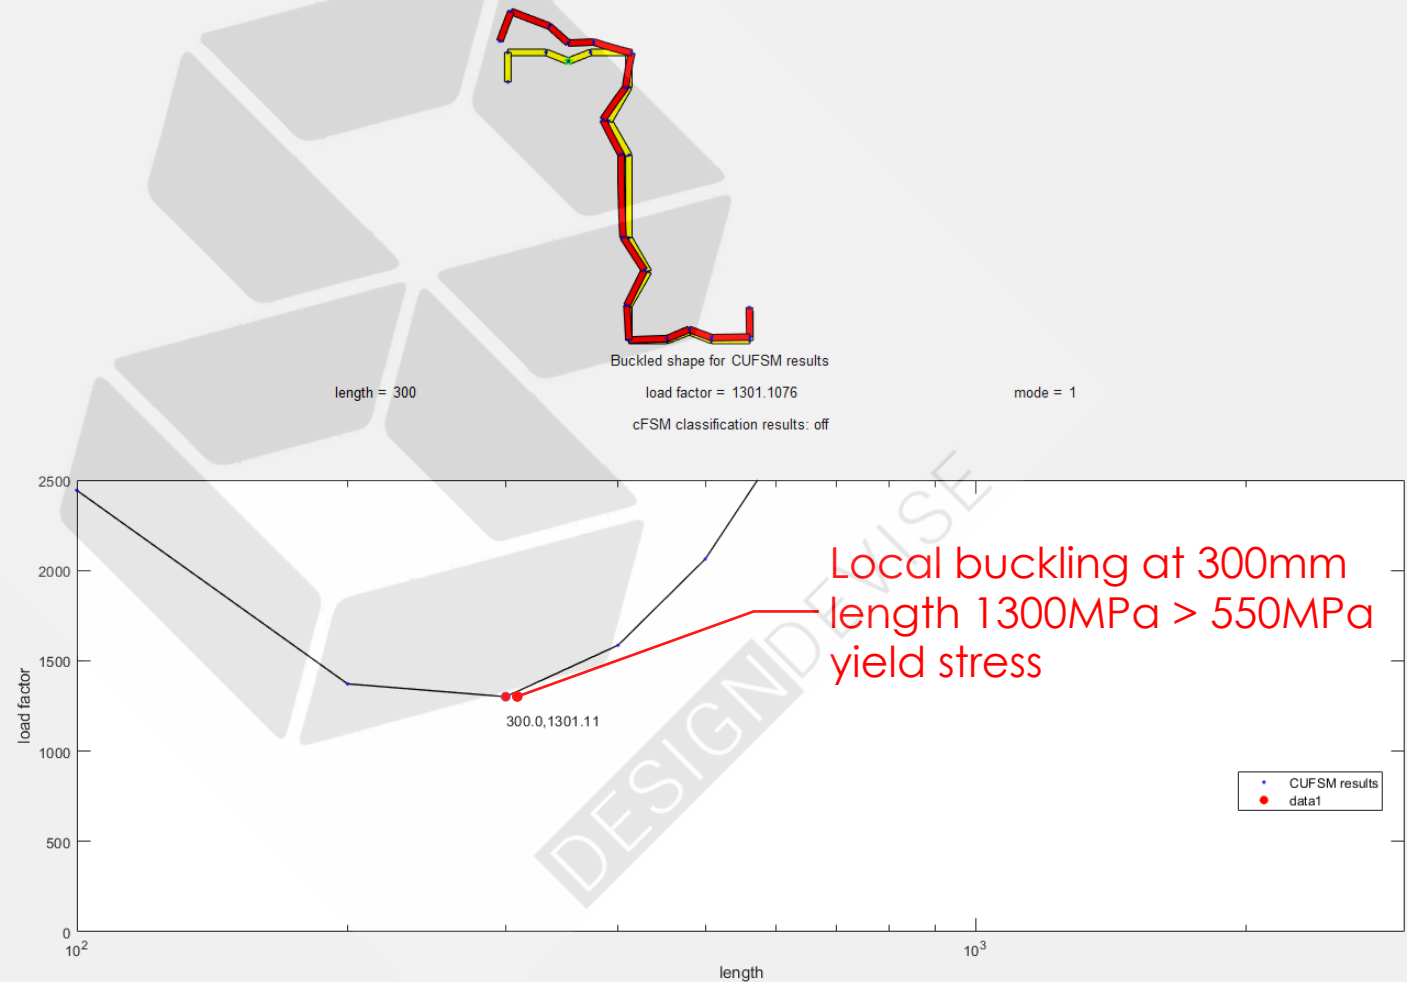 Buckled shape for CUFSM results
length = 300 load factor = 1301.1076 mode = 1
cFSM classification results: off
2500
2000
1500
1000
500
0
load factor
10²
10³
length
300.0,1301.11
Local buckling at 300mm
length 1300MPa > 550MPa
yield stress
CUFSM results
data1
DESIGNDEVISE